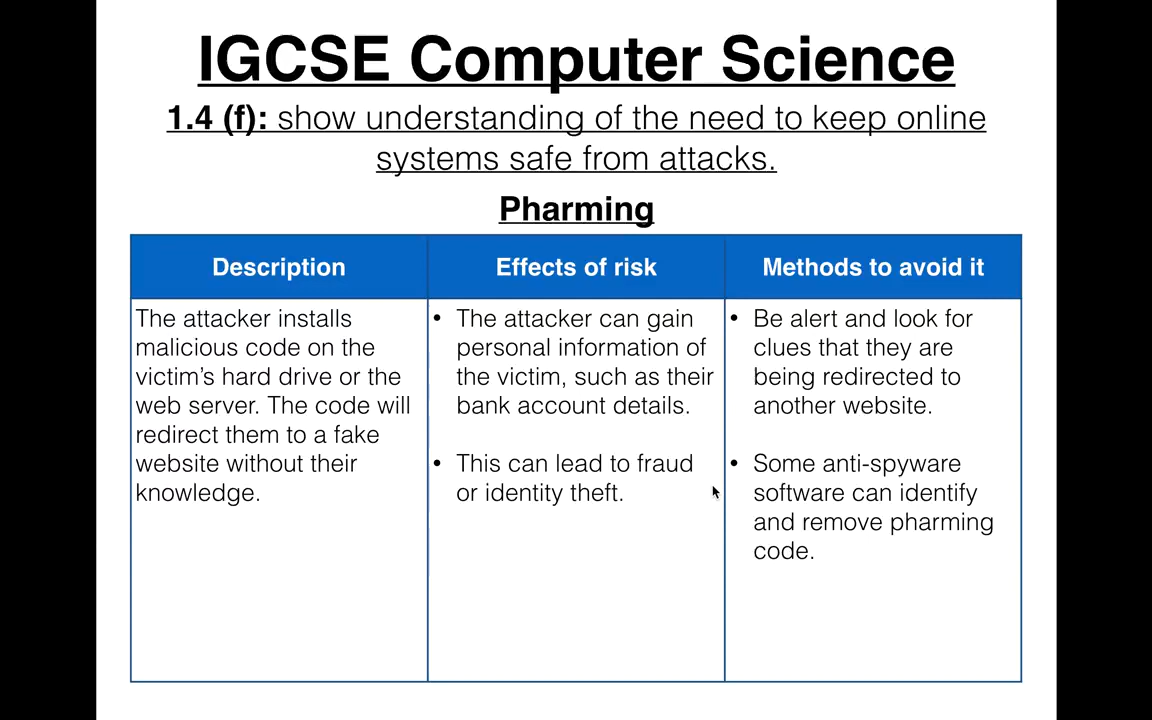 IGCSE Computer Science
1.4 (f): show understanding of the need to keep online
systems safe from attacks.
Pharming
Description
Effects of risk
Methods to avoid it
The attacker installs
malicious code on the
victim's hard drive or the
web server. The code will
redirect them to a fake
website without their
knowledge.
• The attacker can gain
personal information of
the victim, such as their
bank account details.
• This can lead to fraud
or identity theft.
• Be alert and look for
clues that they are
being redirected to
another website.
• Some anti-spyware
software can identify
and remove pharming
code.